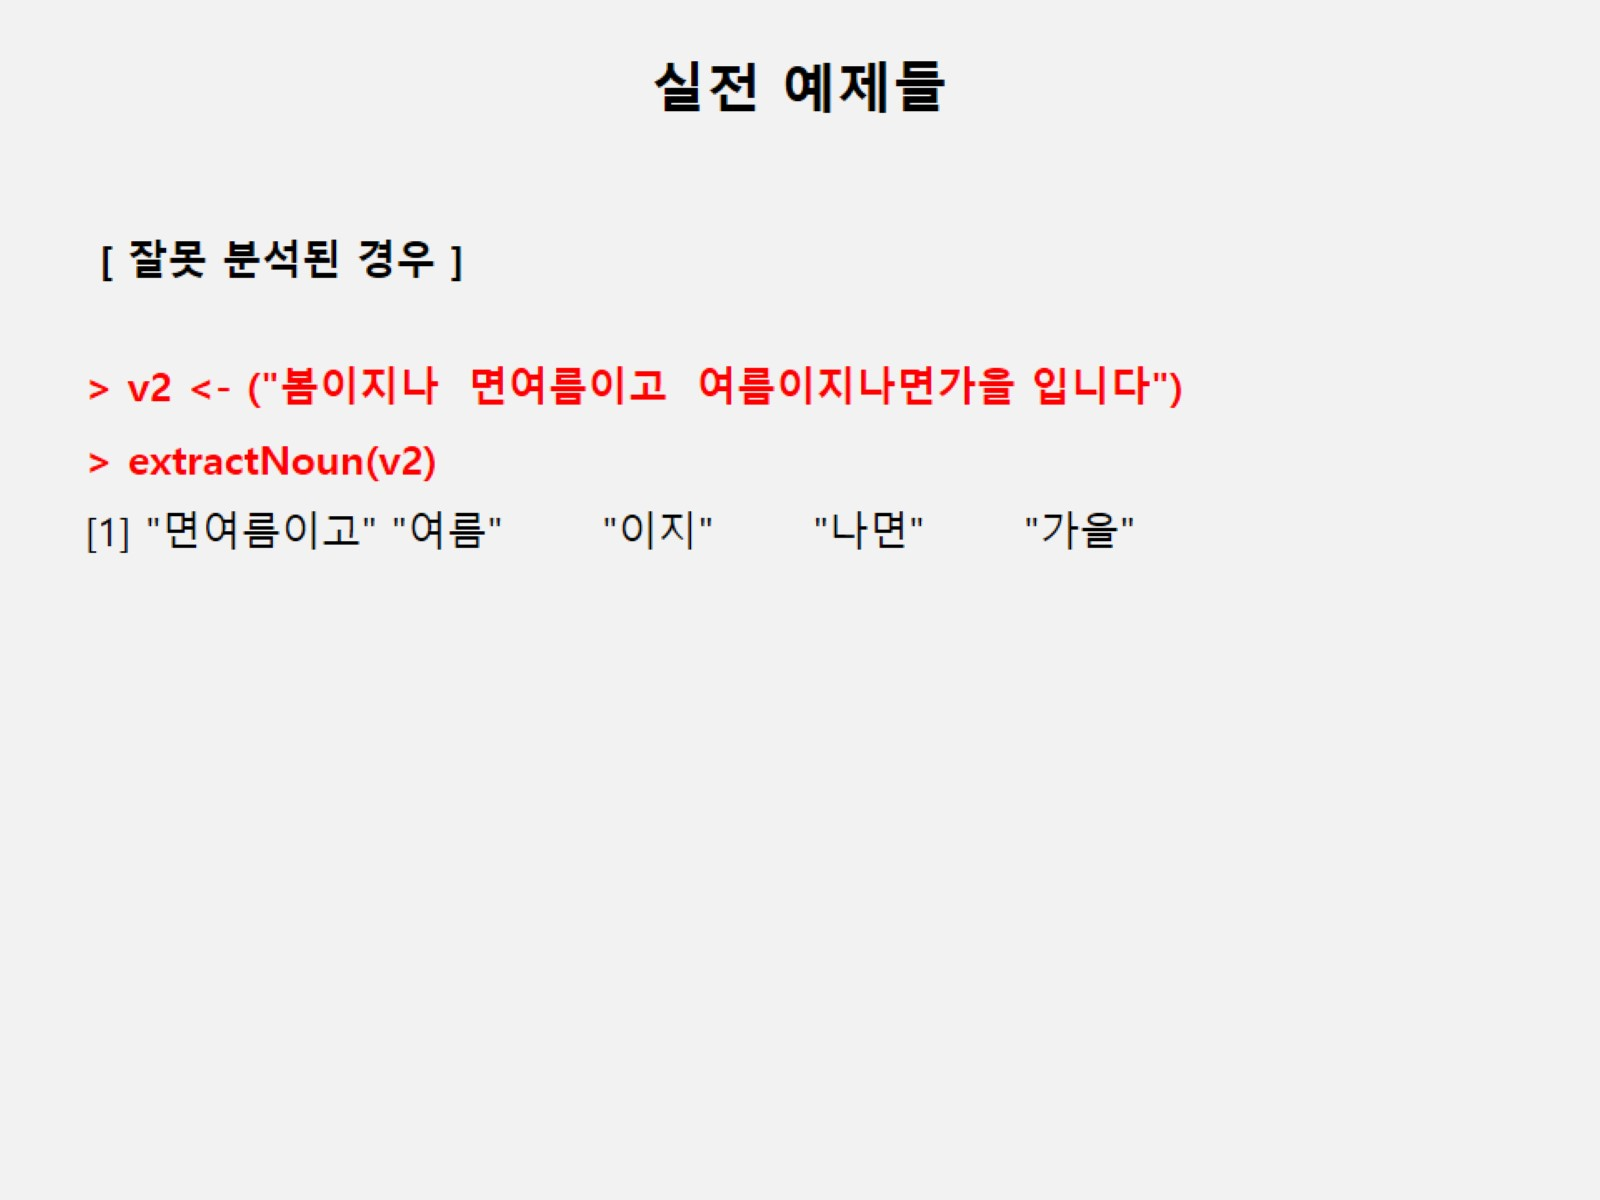 실전 예제들
[ 잘못 분석된 경우 ]
> v2 <- ("봄이지나  면여름이고  여름이지나면가을 입니다")
> extractNoun(v2)
[1] "면여름이고" "여름"       "이지"       "나면"       "가을"